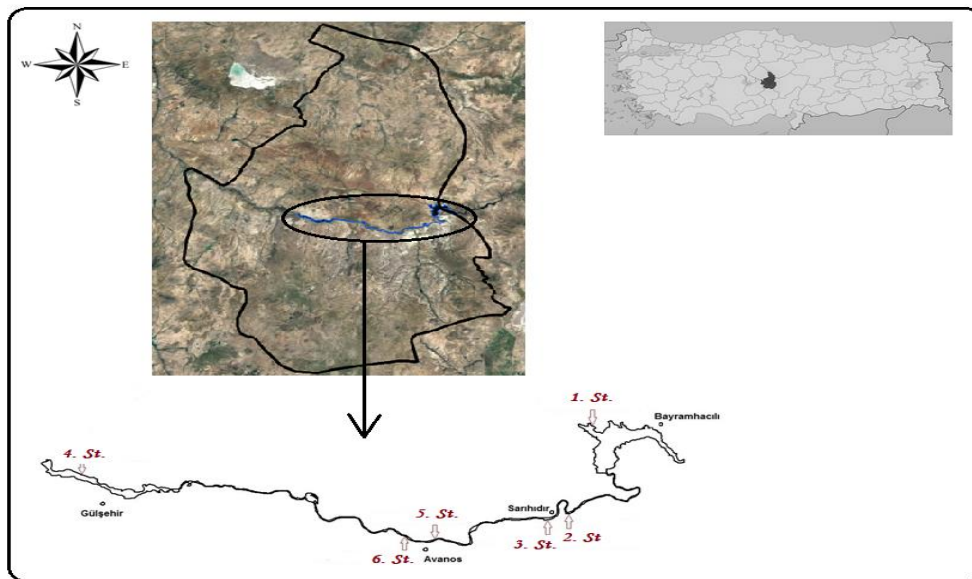 N
W
E
S
1. St.
Bayramhacılı
4. St.
Gülşehir
5. St.
Sarıhıdır
2. St
3. St.
6. St.
Avanos